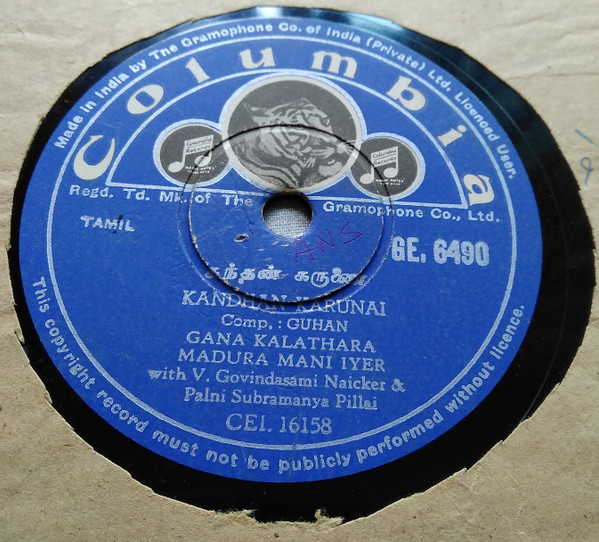 Made in India by The Gramophone Co. of India (Private) Ltd. Licenced User.
Columbia
Regd. Td. Mk. of The Gramophone Co., Ltd.
TAMIL
ANS
GE. 6490
கந்தன் கருணை
KANDHAN KARUNAI
Comp. : GUHAN
GANA KALATHARA
MADURA MANI IYER
with V. Govindasami Naicker &
Palni Subramanya Pillai
CEI. 16158
This copyright record must not be publicly performed without licence.